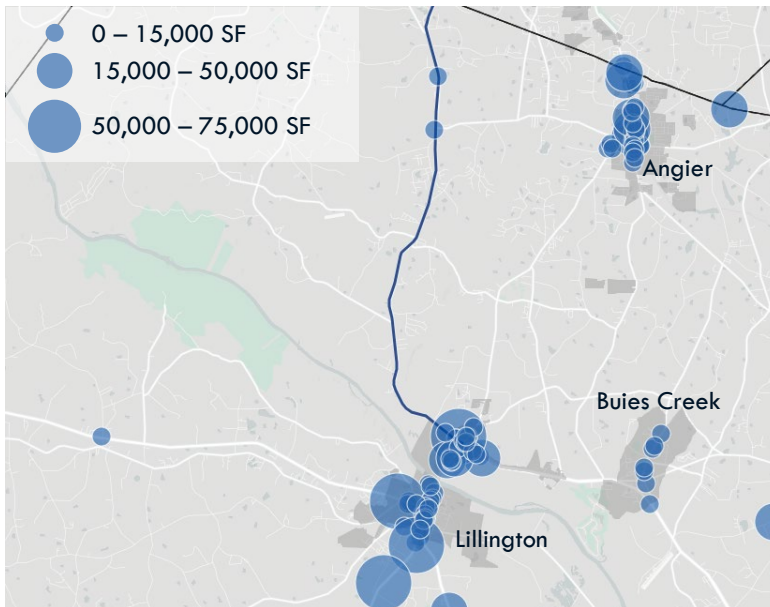 0 – 15,000 SF
15,000 – 50,000 SF
50,000 – 75,000 SF
Angier
Buies Creek
Lillington